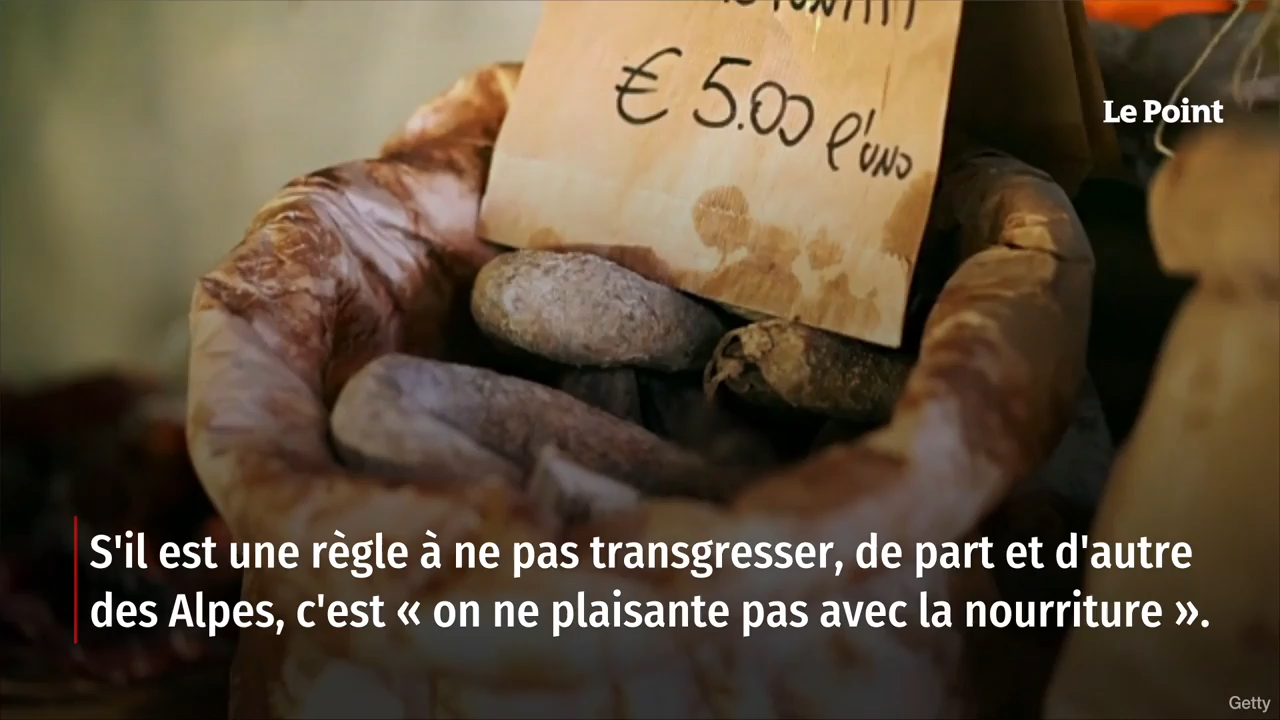 € 5.00 l'uno
Le Point
S'il est une règle à ne pas transgresser, de part et d'autre
des Alpes, c'est « on ne plaisante pas avec la nourriture ».
Getty